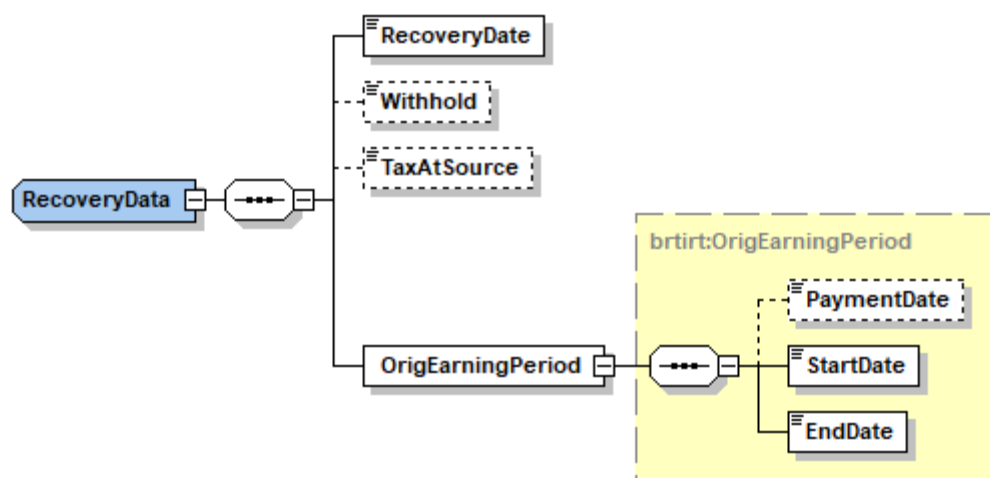 RecoveryDate
Withhold
TaxAtSource
RecoveryData
brtirt:OrigEarningPeriod
PaymentDate
OrigEarningPeriod
StartDate
EndDate